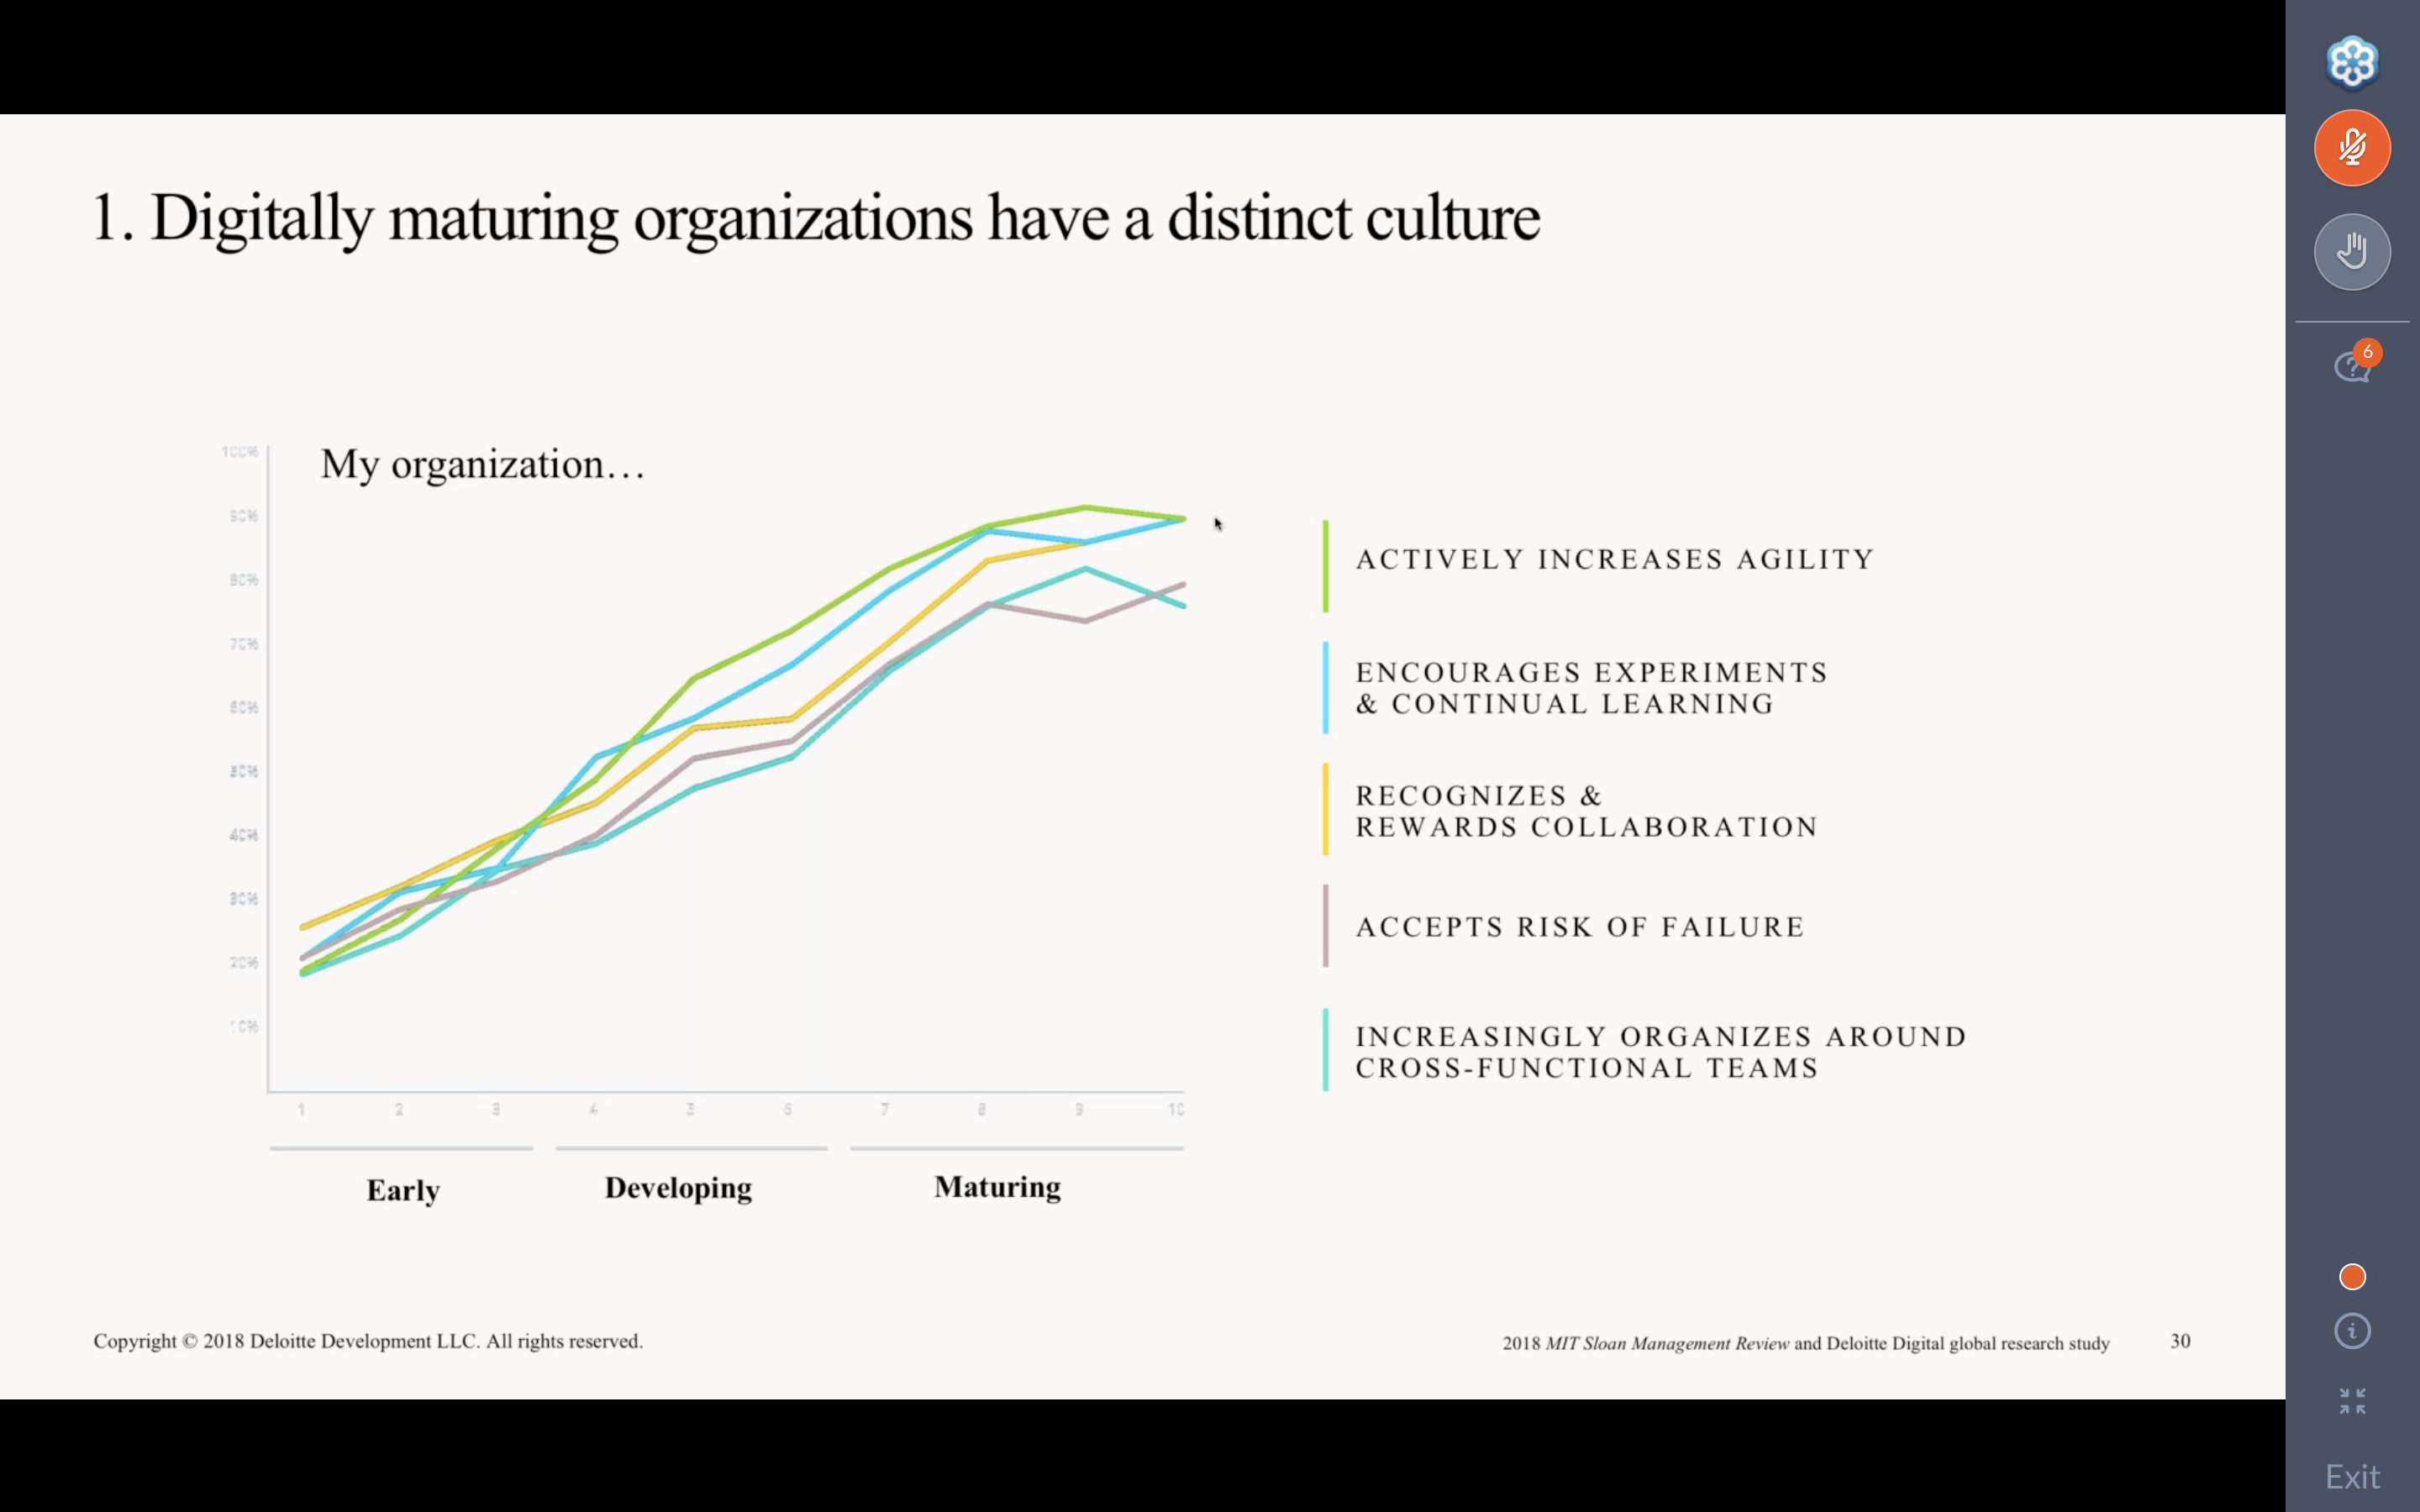 1. Digitally maturing organizations have a distinct culture
My organization…
100%
90%
80%
70%
60%
50%
40%
30%
20%
10%
1 2 3 4 5 6 7 8 9 10
Early Developing Maturing
ACTIVELY INCREASES AGILITY
ENCOURAGES EXPERIMENTS
& CONTINUAL LEARNING
RECOGNIZES &
REWARDS COLLABORATION
ACCEPTS RISK OF FAILURE
INCREASINGLY ORGANIZES AROUND
CROSS-FUNCTIONAL TEAMS
Copyright © 2018 Deloitte Development LLC. All rights reserved.
2018 MIT Sloan Management Review and Deloitte Digital global research study 30
6
Exit